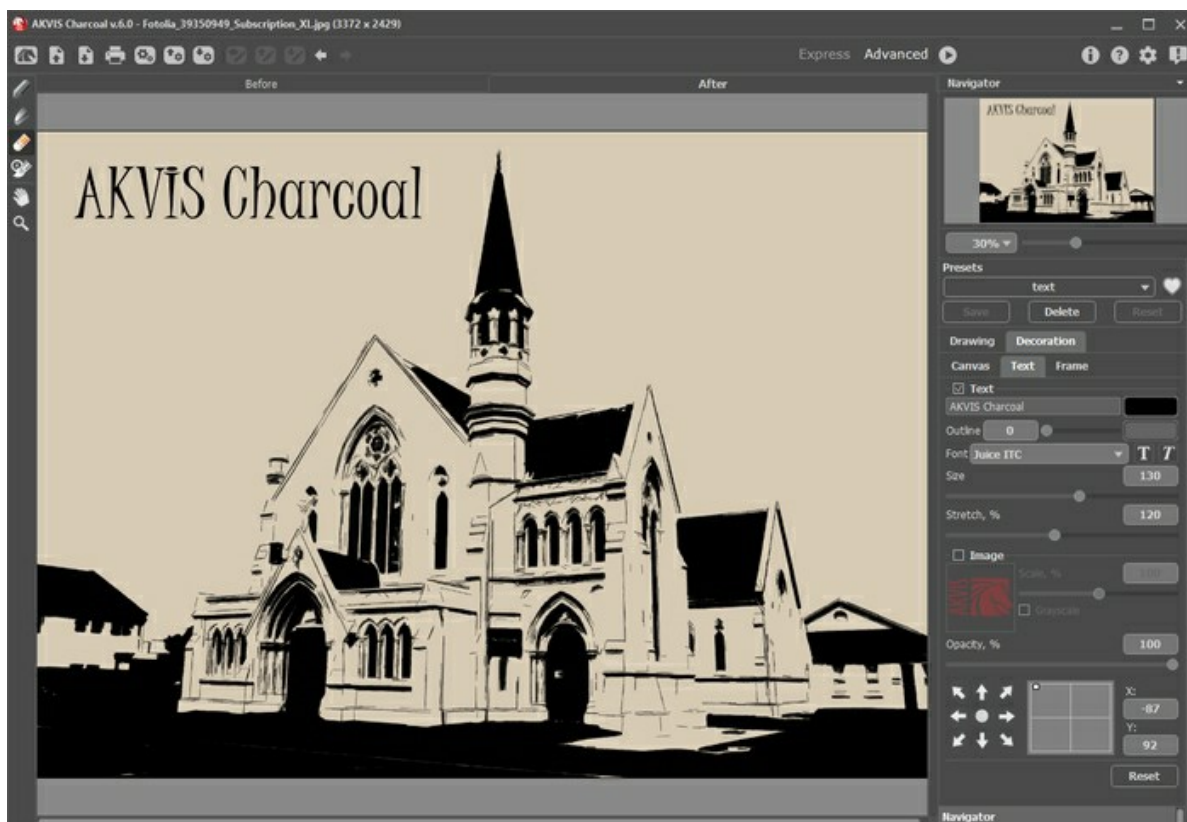 AKVIS Charcoal v.6.0 - Fotolia_39350949_Subscription_XL.jpg (3372 x 2429)
Express Advanced
Before After
Navigator
AKVIS Charcoal
AKVIS Charcoal
30%
Presets
text
Save Delete Reset
Drawing Decoration
Canvas Text Frame
Text
AKVIS Charcoal
Outline 0
Font Juice ITC T T
Size 130
Stretch, % 120
Image
Scale, % 100
AKVIS
Grayscale
Opacity, % 100
X:
-87
Y:
92
Reset
Navigator